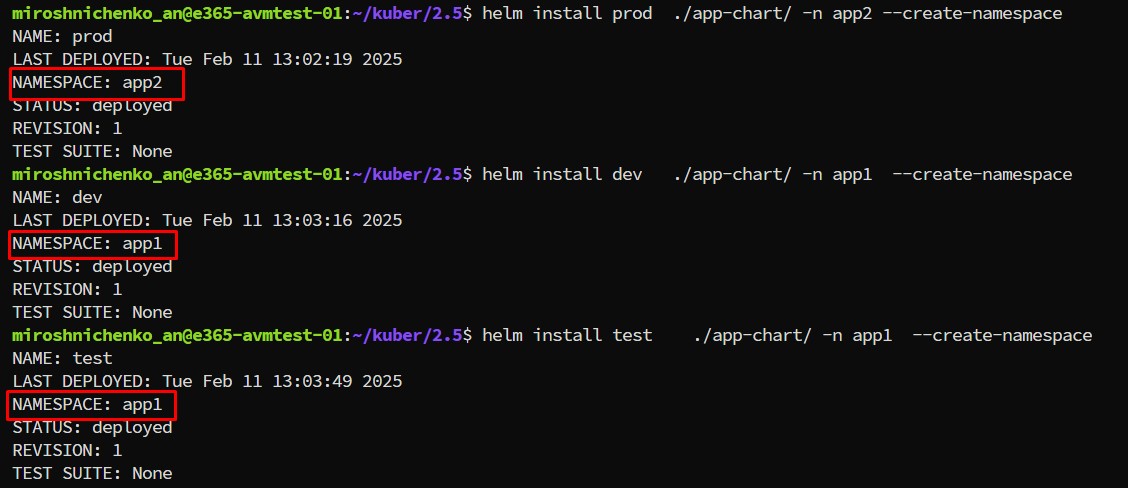 miroshnichenko_an@e365-avmtest-01:~/kuber/2.5$ helm install prod  ./app-chart/ -n app2 --create-namespace
NAME: prod
LAST DEPLOYED: Tue Feb 11 13:02:19 2025
NAMESPACE: app2
STATUS: deployed
REVISION: 1
TEST SUITE: None
miroshnichenko_an@e365-avmtest-01:~/kuber/2.5$ helm install dev   ./app-chart/ -n app1  --create-namespace
NAME: dev
LAST DEPLOYED: Tue Feb 11 13:03:16 2025
NAMESPACE: app1
STATUS: deployed
REVISION: 1
TEST SUITE: None
miroshnichenko_an@e365-avmtest-01:~/kuber/2.5$ helm install test    ./app-chart/ -n app1  --create-namespace
NAME: test
LAST DEPLOYED: Tue Feb 11 13:03:49 2025
NAMESPACE: app1
STATUS: deployed
REVISION: 1
TEST SUITE: None